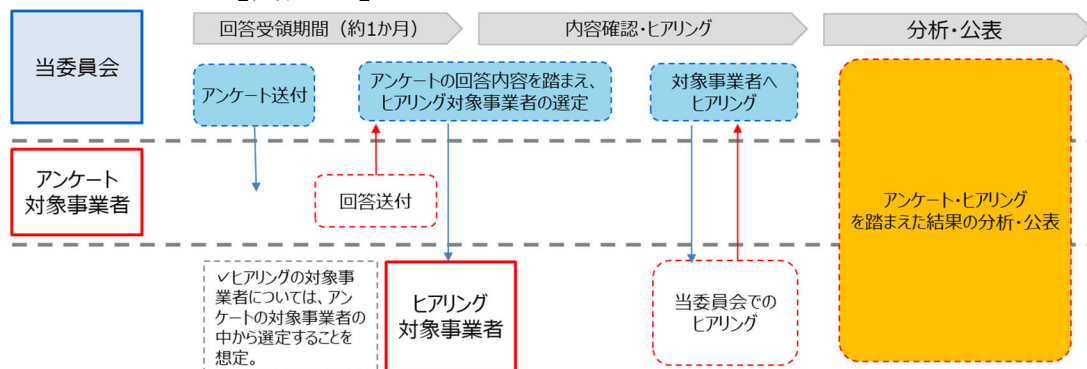 回答受領期間（約1か月）
内容確認・ヒアリング
分析・公表
当委員会
アンケート送付
アンケートの回答内容を踏まえ、
ヒアリング対象事業者の選定
対象事業者へ
ヒアリング
アンケート
対象事業者
回答送付
アンケート・ヒアリング
を踏まえた結果の分析・公表
✓ヒアリングの対象事
業者については、アン
ケートの対象事業者の
中から選定することを
想定。
ヒアリング
対象事業者
当委員会での
ヒアリング